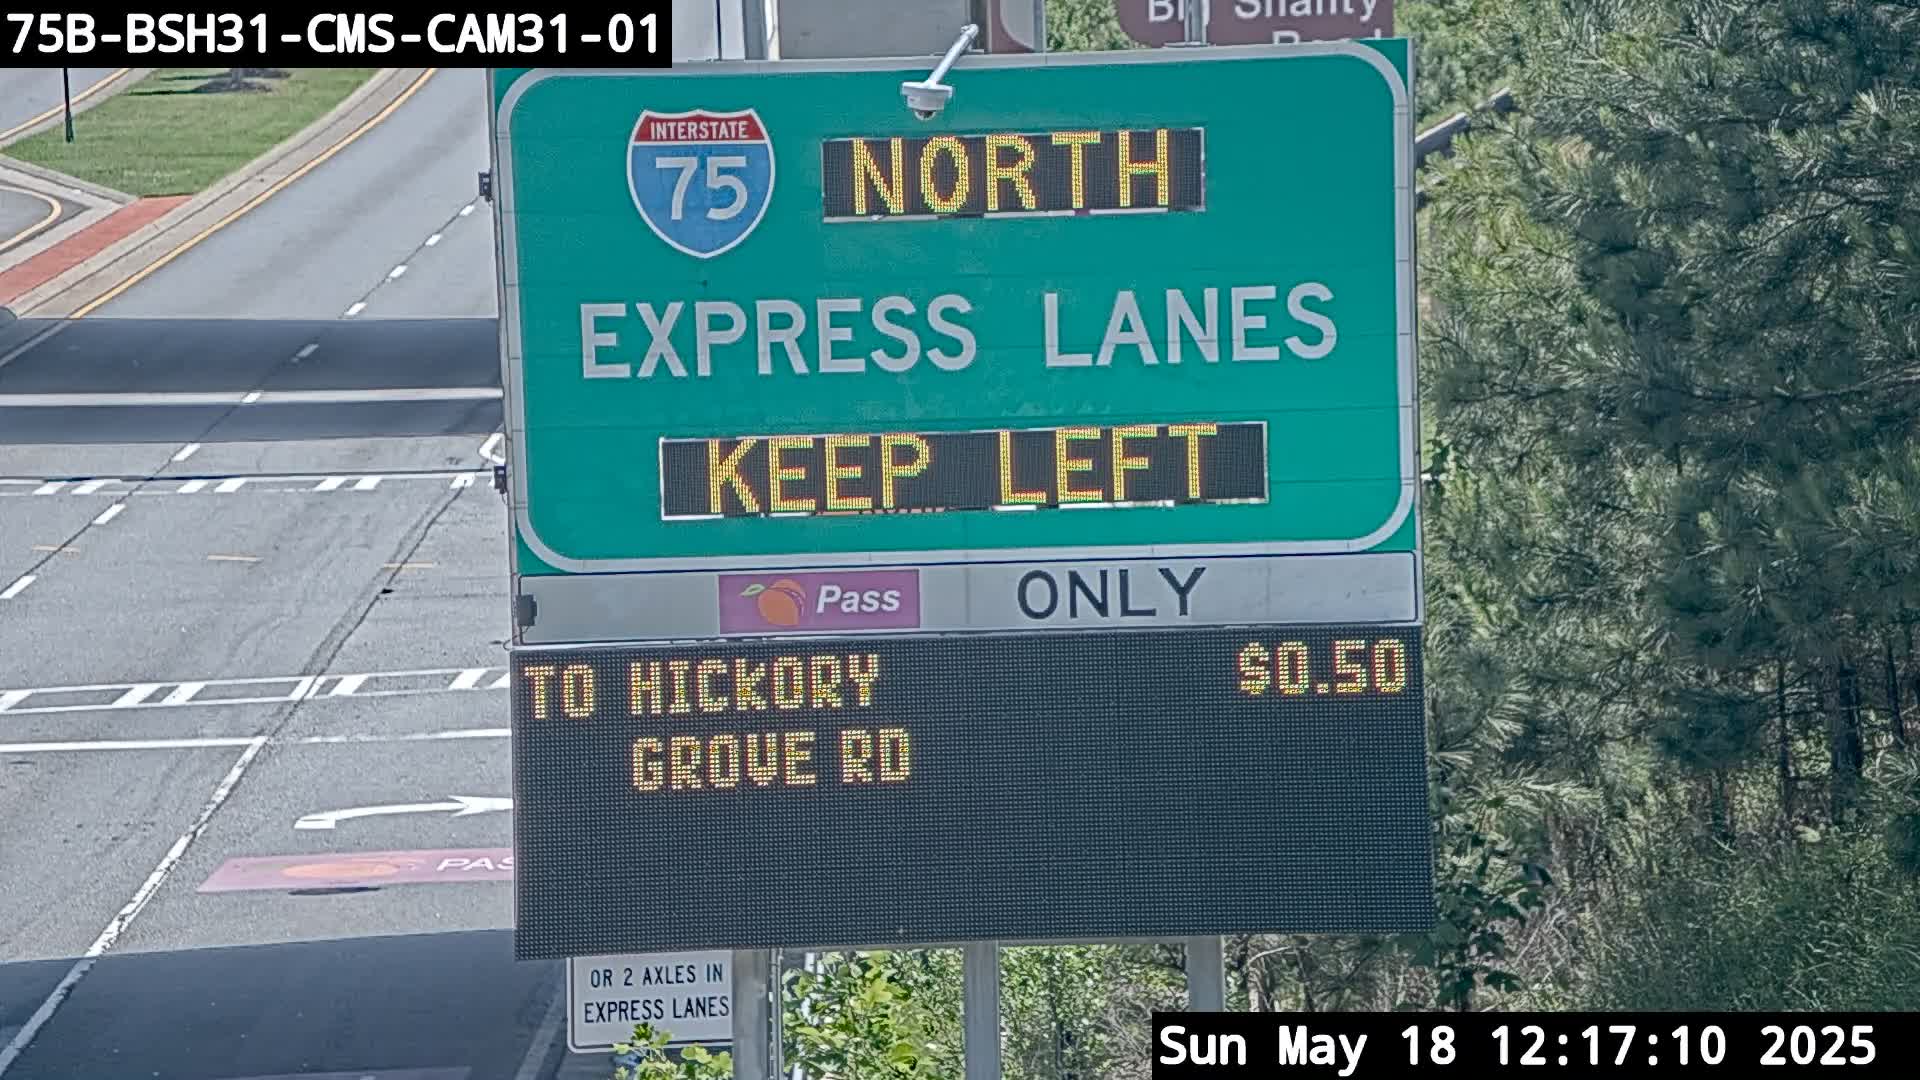 75B-BSH31-CMS-CAM31-01
Shanty
INTERSTATE
75
NORTH
EXPRESS LANES
KEEP LEFT
Pass ONLY
TO HICKORY $0.50
GROVE RD
OR 2 AXLES IN
EXPRESS LANES
Sun May 18 12:17:10 2025